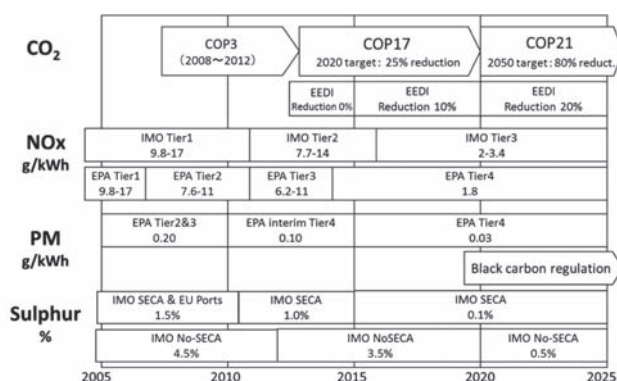 CO2
COP3
(2008～2012)
COP17
2020 target: 25% reduction
COP21
2050 target: 80% reduct.
EEDI
Reduction 0%
EEDI
Reduction 10%
EEDI
Reduction 20%
NOx
g/kWh
IMO Tier1
9.8-17
IMO Tier2
7.7-14
IMO Tier3
2-3.4
EPA Tier1
9.8-17
EPA Tier2
7.6-11
EPA Tier3
6.2-11
EPA Tier4
1.8
PM
g/kWh
EPA Tier2&3
0.20
EPA interim Tier4
0.10
EPA Tier4
0.03
Black carbon regulation
Sulphur
%
IMO SECA & EU Ports
1.5%
IMO SECA
1.0%
IMO SECA
0.1%
IMO No-SECA
4.5%
IMO NoSECA
3.5%
IMO No-SECA
0.5%
2005
2010
2015
2020
2025